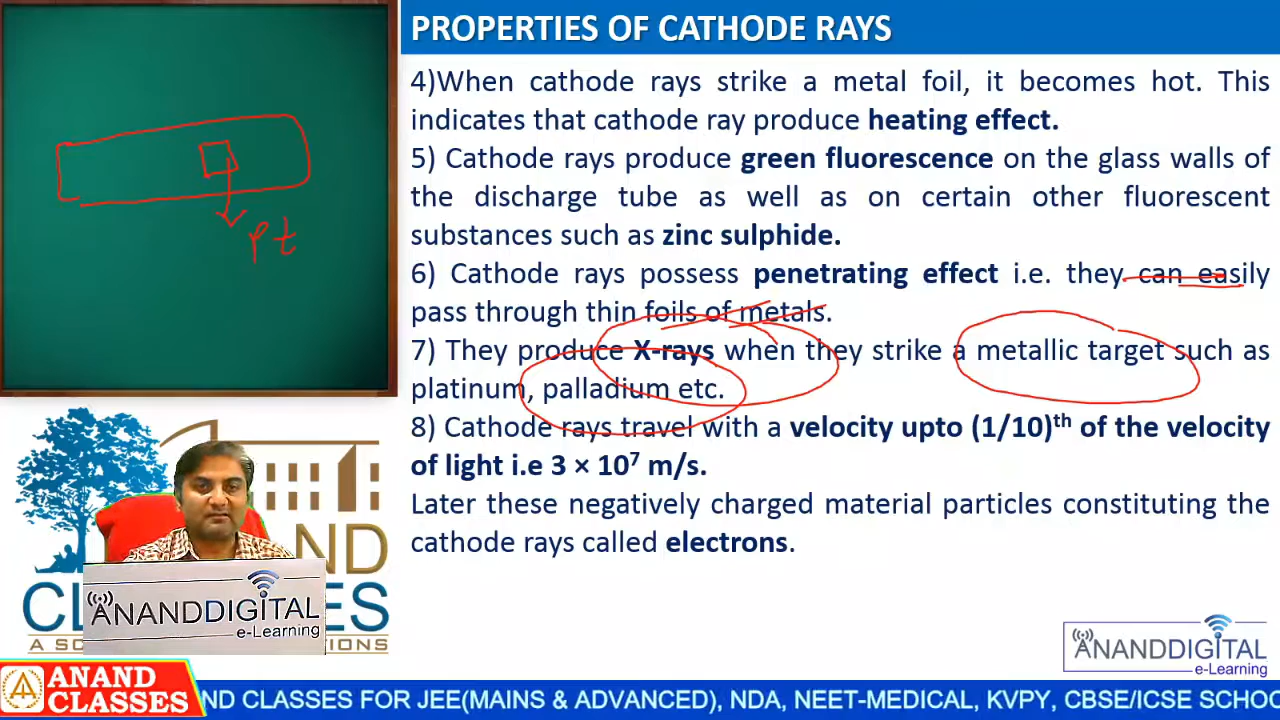 PROPERTIES OF CATHODE RAYS
4)When cathode rays strike a metal foil, it becomes hot. This
indicates that cathode ray produce heating effect.
5) Cathode rays produce green fluorescence on the glass walls of
the discharge tube as well as on certain other fluorescent
substances such as zinc sulphide.
6) Cathode rays possess penetrating effect i.e. they can easily
pass through thin foils of metals.
7) They produce X-rays when they strike a metallic target such as
platinum, palladium etc.
8) Cathode rays travel with a velocity upto (1/10)th of the velocity
of light i.e 3 × 10⁷ m/s.
Later these negatively charged material particles constituting the
cathode rays called electrons.
Pt
ANANDDIGITAL
e-Learning
ANANDDIGITAL
e-Learning
ANAND
CLASSES
ND CLASSES FOR JEE(MAINS & ADVANCED), NDA, NEET-MEDICAL, KVPY, CBSE/ICSE SCHOO